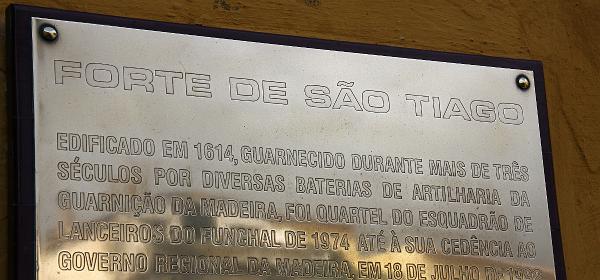 FORTE DE SÃO TIAGO
EDIFICADO EM 1614, GUARNECIDO DURANTE MAIS DE TRÊS
SÉCULOS POR DIVERSAS BATERIAS DE ARTILHARIA DA
GUARNIÇÃO DA MADEIRA, FOI QUARTEL DO ESQUADRÃO DE
LANCEIROS DO FUNCHAL DE 1974 ATÉ À SUA CEDÊNCIA AO
GOVERNO REGIONAL DA MADEIRA, EM 18 DE JULHO